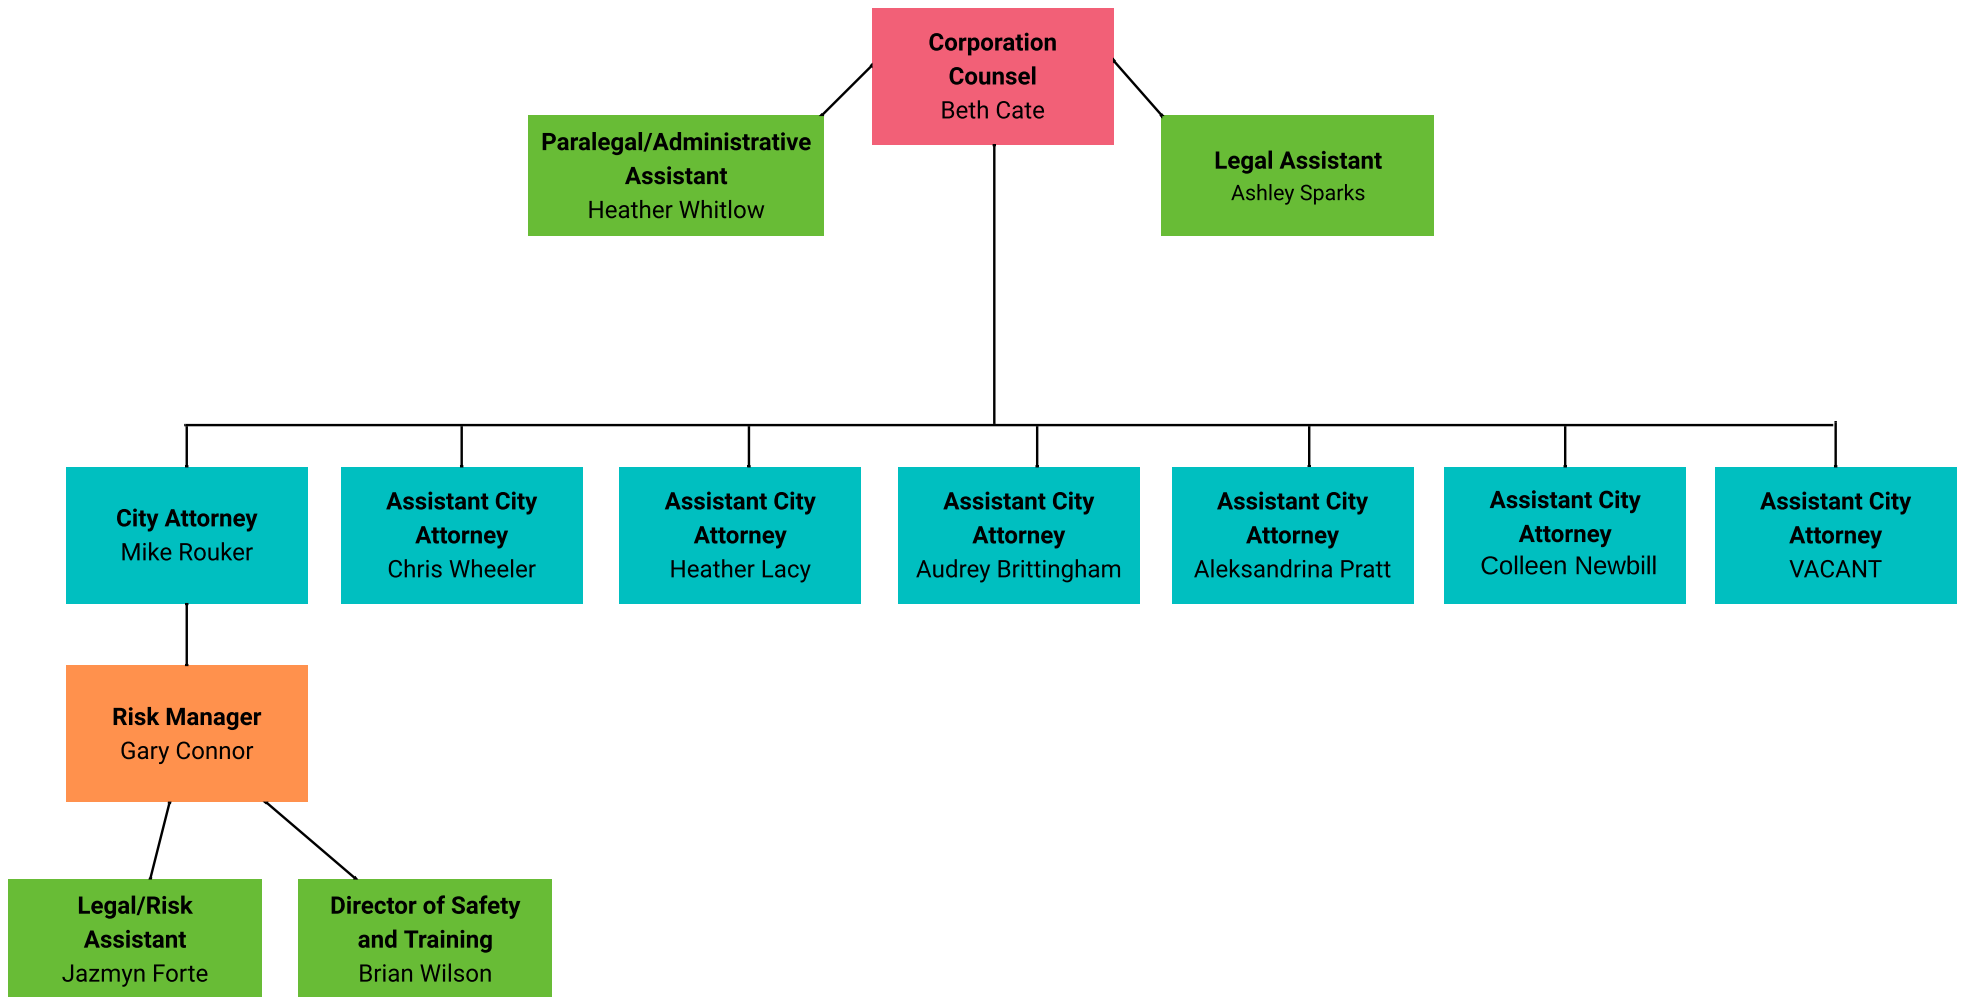 Corporation
Counsel
Beth Cate
Paralegal/Administrative
Assistant
Heather Whitlow
Legal Assistant
Ashley Sparks
City Attorney
Mike Rouker
Assistant City
Attorney
Chris Wheeler
Assistant City
Attorney
Heather Lacy
Assistant City
Attorney
Audrey Brittingham
Assistant City
Attorney
Aleksandrina Pratt
Assistant City
Attorney
Colleen Newbill
Assistant City
Attorney
VACANT
Risk Manager
Gary Connor
Legal/Risk
Assistant
Jazmyn Forte
Director of Safety
and Training
Brian Wilson